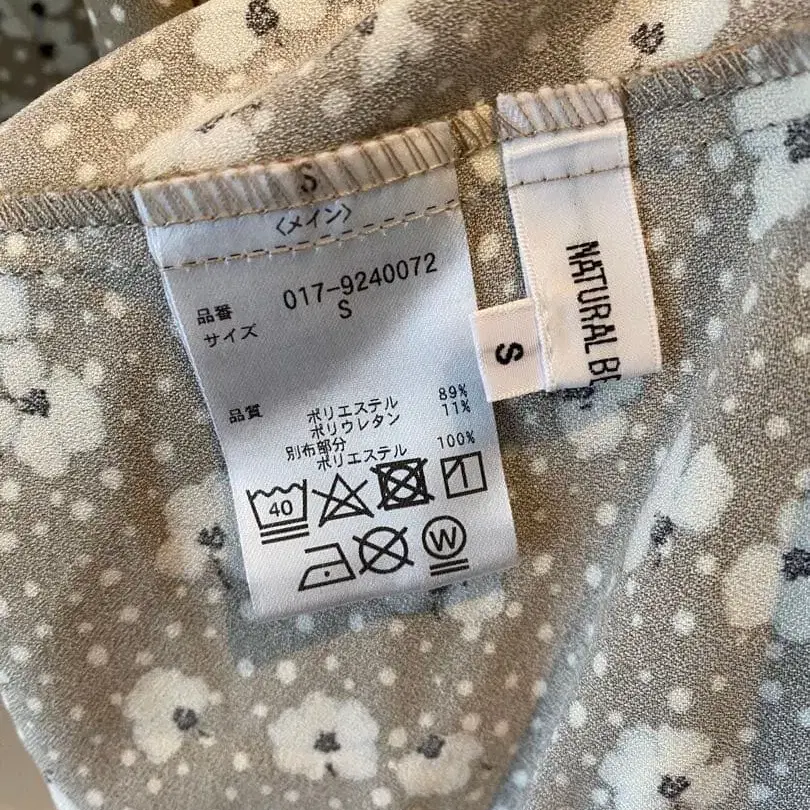 S
〈メイン〉
品番 017-9240072
サイズ S
品質 ポリエステル 89%
ポリウレタン 11%
別布部分
ポリエステル 100%
40
W
S
NATURAL BE